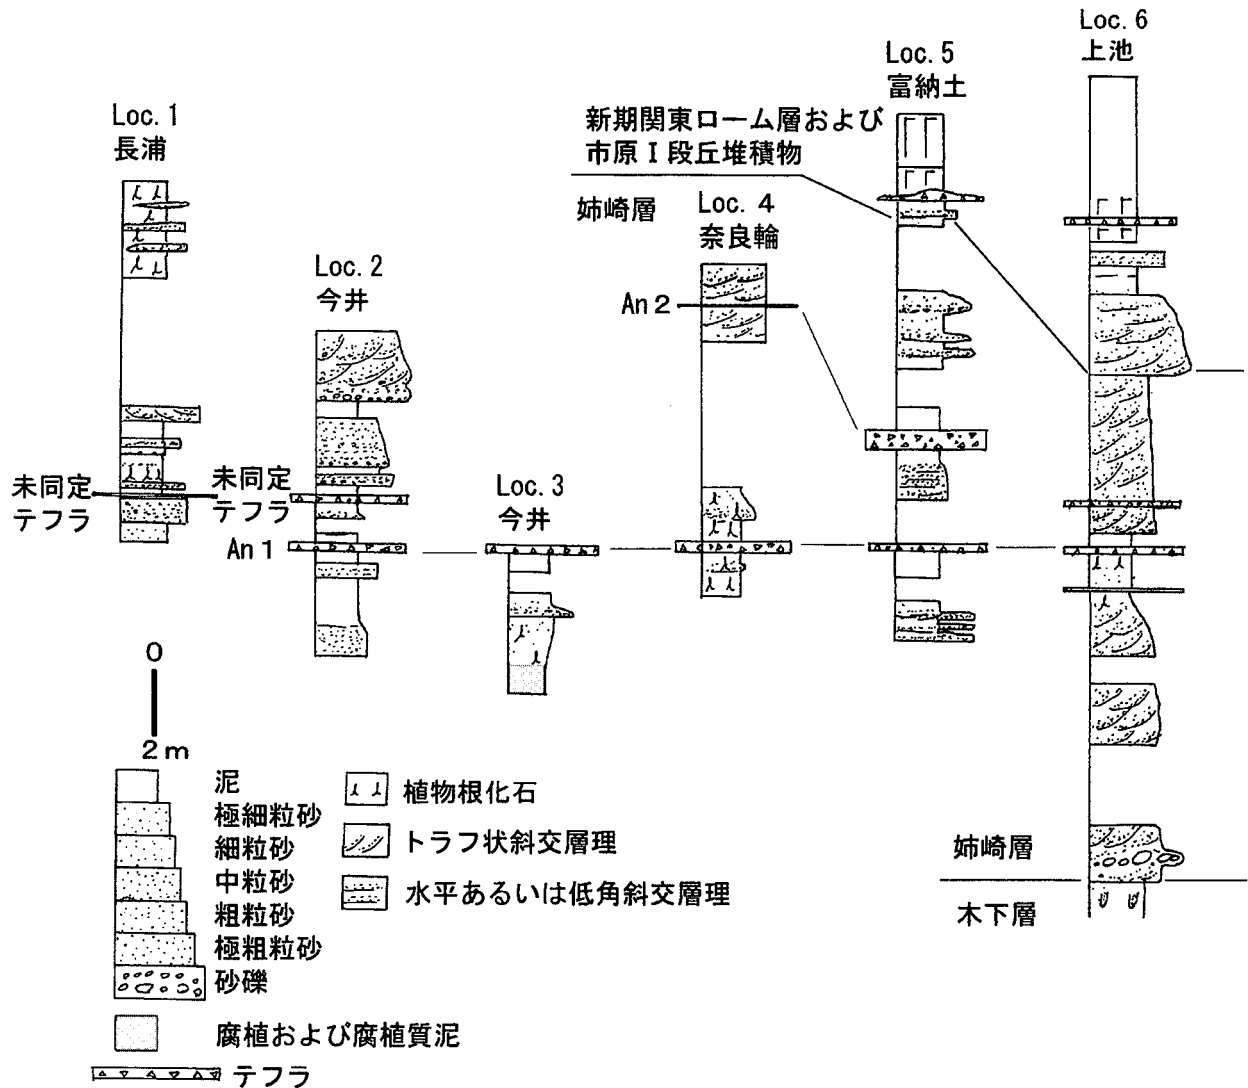 Loc. 1
長浦
未同定
テフラ
Loc. 2
今井
未同定
テフラ
An 1
Loc. 3
今井
新期関東ローム層および
市原Ⅰ段丘堆積物
姉崎層
Loc. 4
奈良輪
An 2
Loc. 5
富納土
Loc. 6
上池
姉崎層
木下層
0
2 m
泥
極細粒砂
細粒砂
中粒砂
粗粒砂
極粗粒砂
砂礫
腐植および腐植質泥
テフラ
植物根化石
トラフ状斜交層理
水平あるいは低角斜交層理